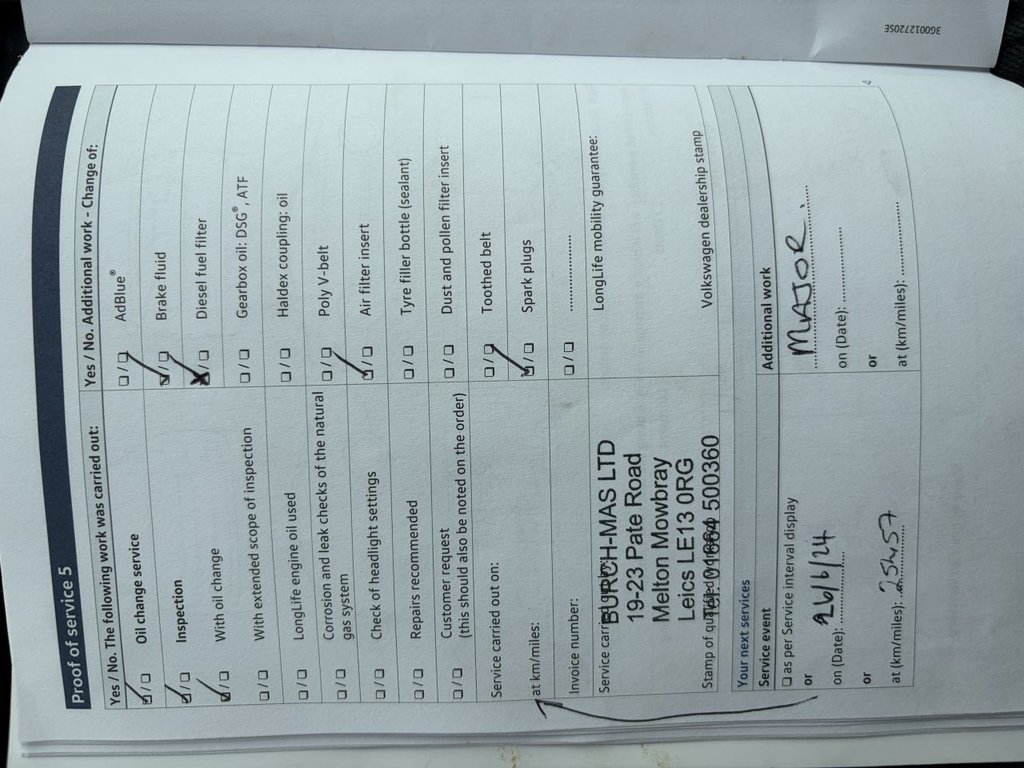 Proof of service 5
Yes / No. The following work was carried out:
Yes / No. Additional work - Change of:
☑/☐ Oil change service
☐/☐ AdBlue®
☑/☐ Inspection
☑/☐ Brake fluid
☑/☐ With oil change
☒/☐ Diesel fuel filter
☐/☐ With extended scope of inspection
☐/☐ Gearbox oil: DSG®, ATF
☐/☐ LongLife engine oil used
☐/☐ Haldex coupling: oil
☐/☐ Corrosion and leak checks of the natural
gas system
☐/☐ Poly V-belt
☐/☐ Check of headlight settings
☑/☐ Air filter insert
☐/☐ Repairs recommended
☐/☐ Tyre filler bottle (sealant)
☐/☐ Customer request
(this should also be noted on the order)
☐/☐ Dust and pollen filter insert
Service carried out on:
☐/☐ Toothed belt
at km/miles:
☑/☐ Spark plugs
Invoice number:
☐/☐ ....................
Service carried
LongLife mobility guarantee:
BURCH-MAS LTD
19-23 Pate Road
Melton Mowbray
Leics LE13 0RG
Tel: 01664 500360
Stamp of
Volkswagen dealership stamp
Your next services
Service event
Additional work
☐ as per Service interval display
or
MAJOR.
on (Date): 26/6/24
on (Date): ....................
or
or
at (km/miles): 25457
at (km/miles): ....................
4
3G0012720SE